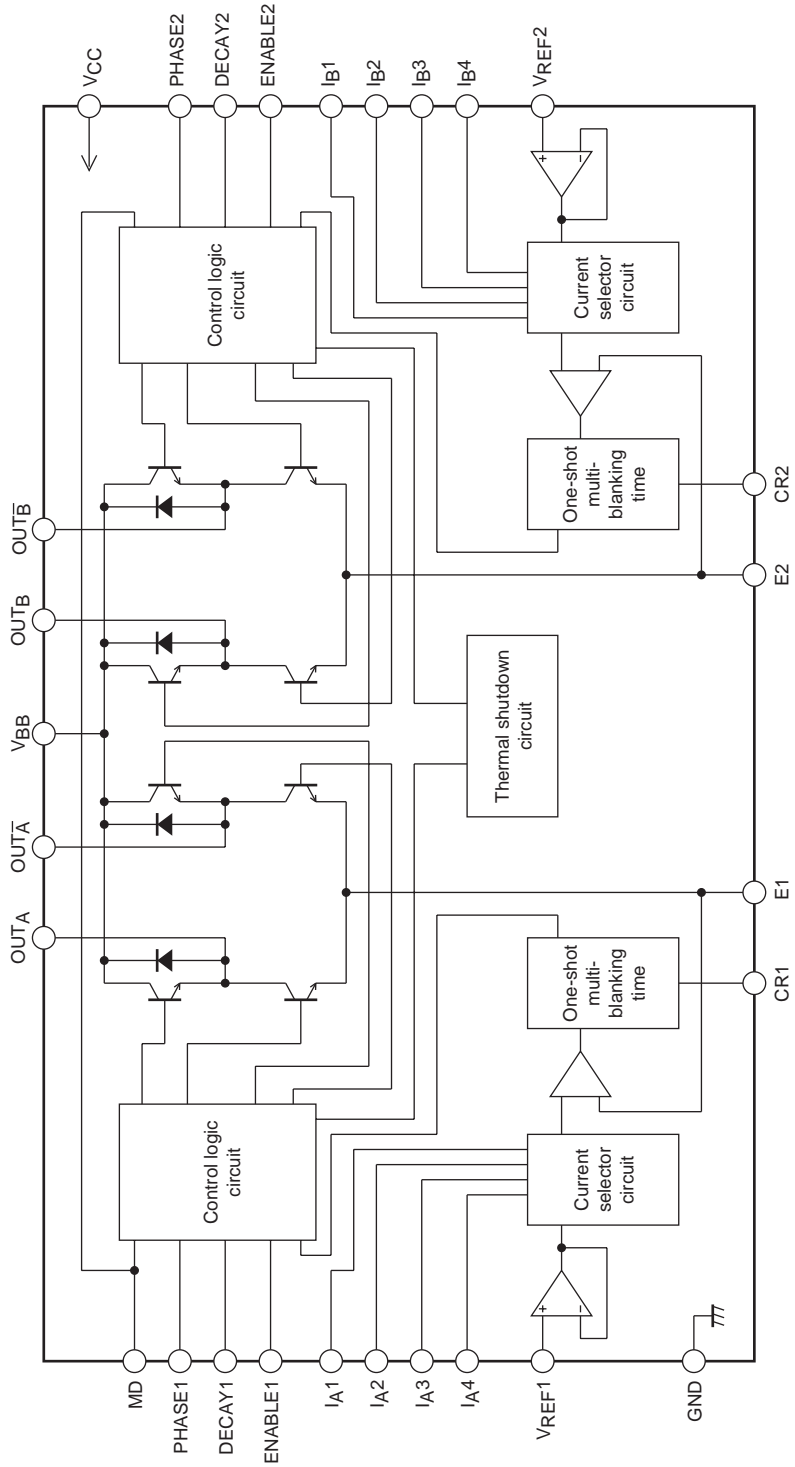 OUTA
OUTA̅
VBB
OUTB
OUTB̅
MD
PHASE1
DECAY1
ENABLE1
IA1
IA2
IA3
IA4
VREF1
GND
VCC
PHASE2
DECAY2
ENABLE2
IB1
IB2
IB3
IB4
VREF2
Control logic
circuit
Control logic
circuit
+
−
Current
selector
circuit
One-shot
multi-
blanking
time
Thermal shutdown
circuit
One-shot
multi-
blanking
time
Current
selector
circuit
+
−
CR1
E1
E2
CR2